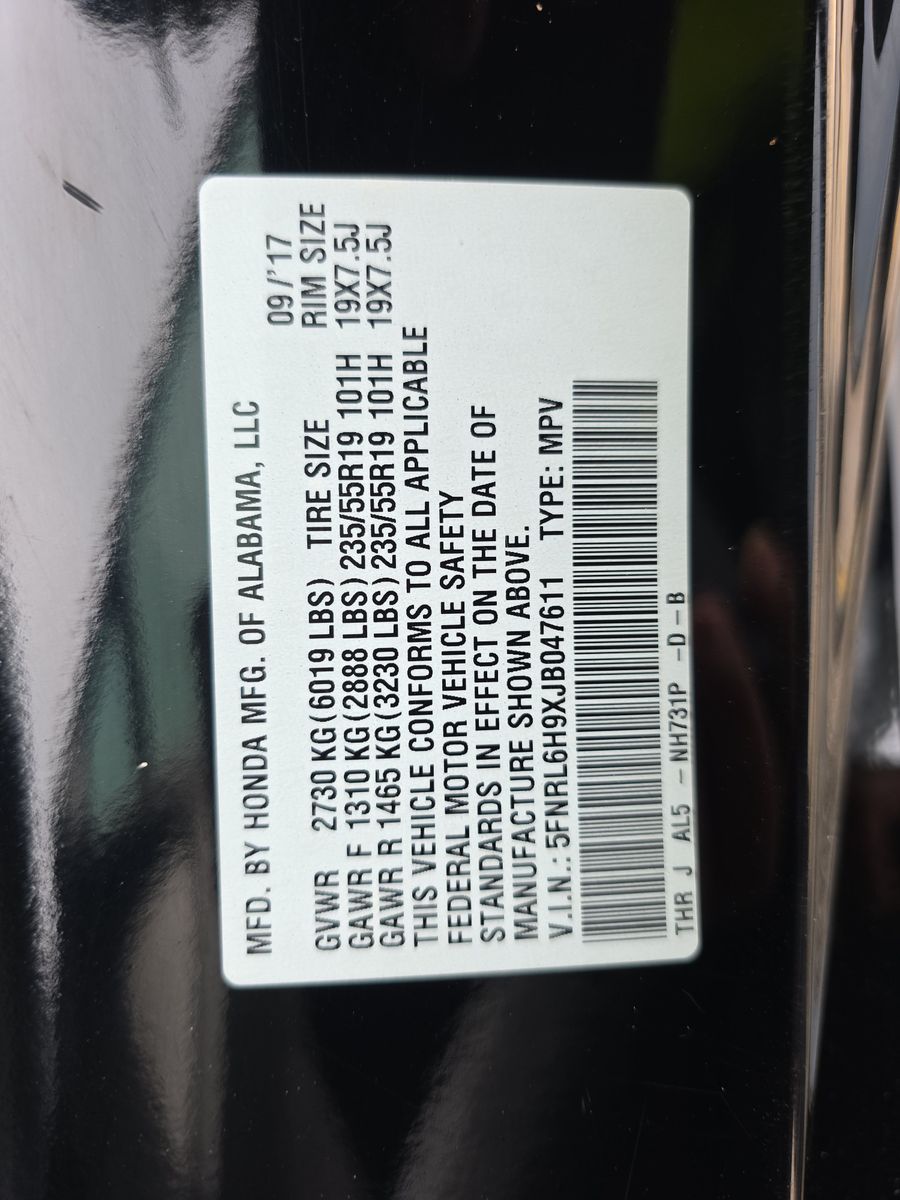 MFD. BY HONDA MFG. OF ALABAMA, LLC
09/'17
GVWR 2730 KG(6019 LBS) TIRE SIZE RIM SIZE
GAWR F 1310 KG(2888 LBS) 235/55R19 101H 19X7.5J
GAWR R 1465 KG(3230 LBS) 235/55R19 101H 19X7.5J
THIS VEHICLE CONFORMS TO ALL APPLICABLE
FEDERAL MOTOR VEHICLE SAFETY
STANDARDS IN EFFECT ON THE DATE OF
MANUFACTURE SHOWN ABOVE.
V.I.N.: 5FNRL6H9XJB047611 TYPE: MPV
THR J AL5 - NH731P -D-B